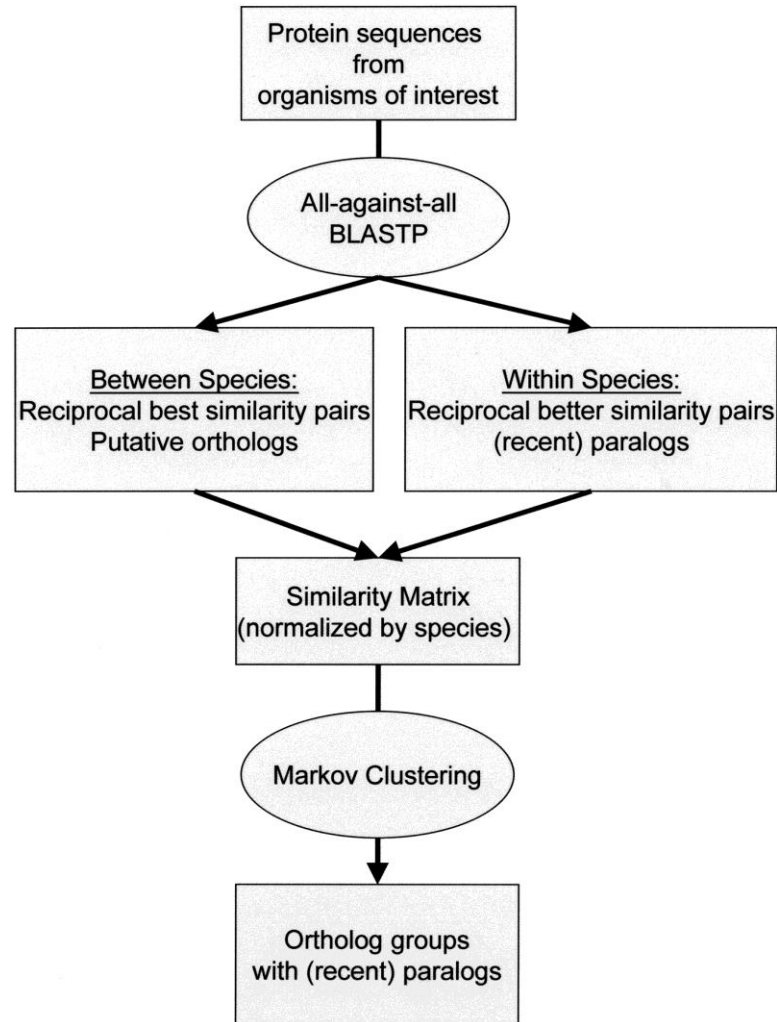 Protein sequences
from
organisms of interest
All-against-all
BLASTP
Between Species:
Reciprocal best similarity pairs
Putative orthologs
Within Species:
Reciprocal better similarity pairs
(recent) paralogs
Similarity Matrix
(normalized by species)
Markov Clustering
Ortholog groups
with (recent) paralogs